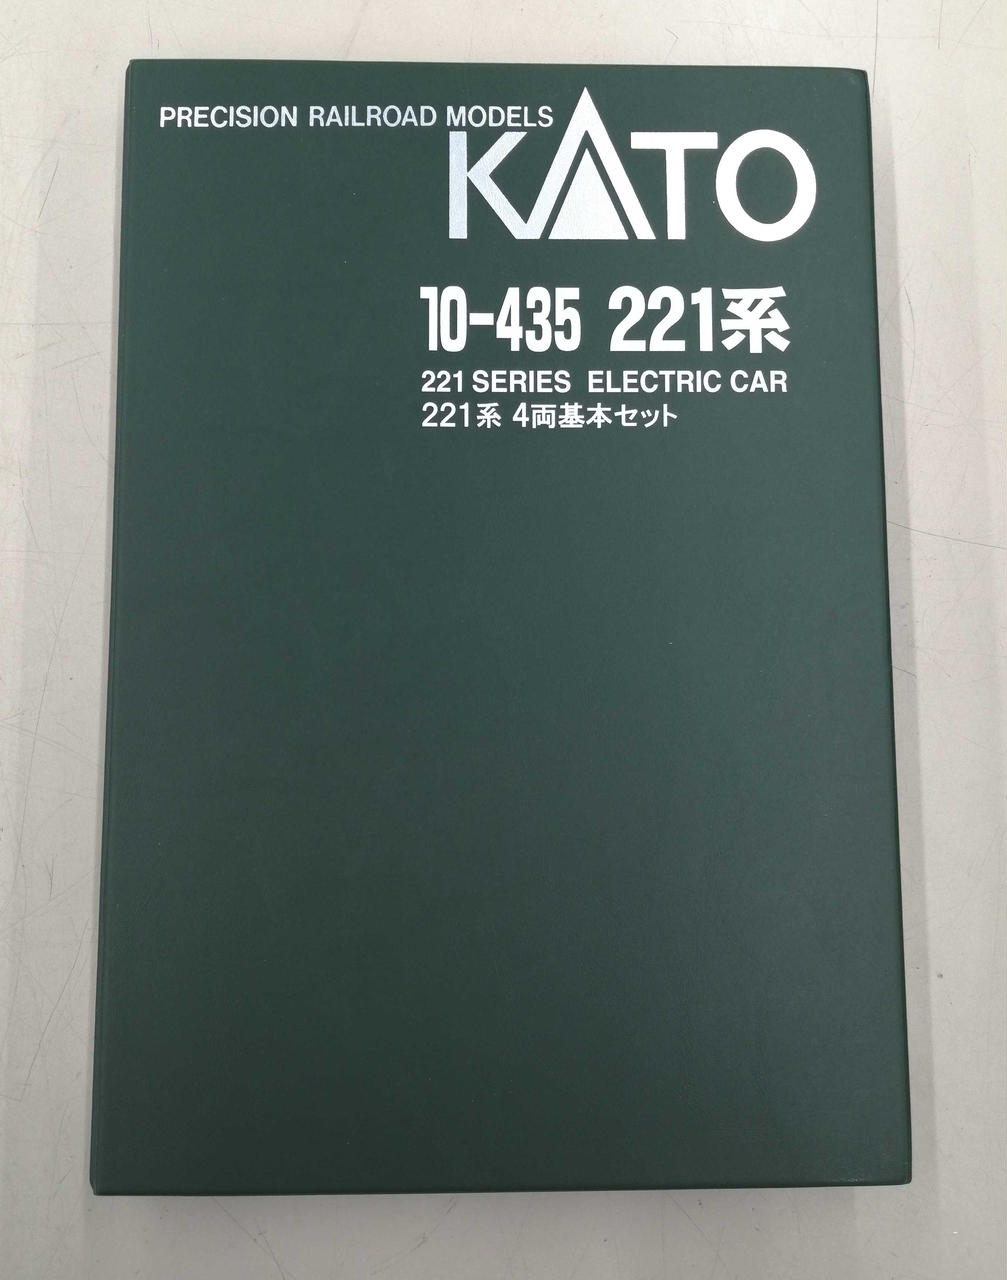 PRECISION RAILROAD MODELS
KATO
10-435 221系
221 SERIES ELECTRIC CAR
221系 4両基本セット